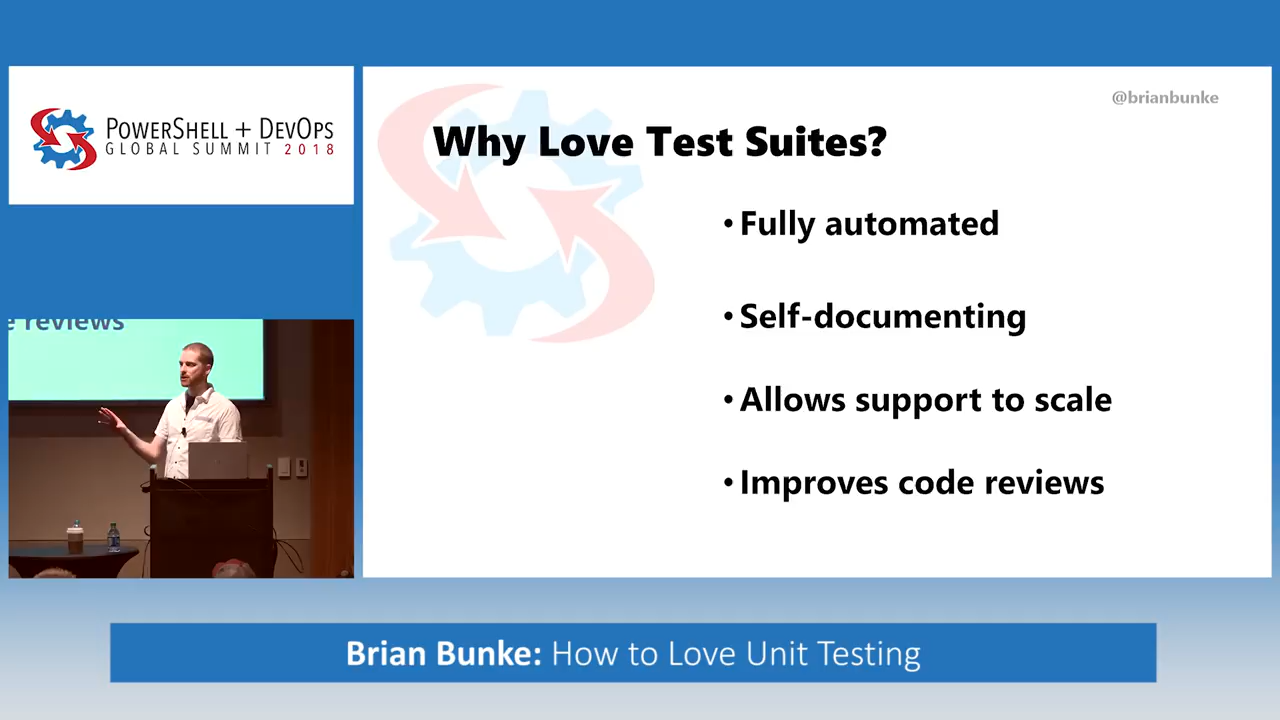 POWERSHELL + DEVOPS
GLOBAL SUMMIT 2018
@brianbunke
Why Love Test Suites?
• Fully automated
• Self-documenting
• Allows support to scale
• Improves code reviews
reviews
Brian Bunke: How to Love Unit Testing